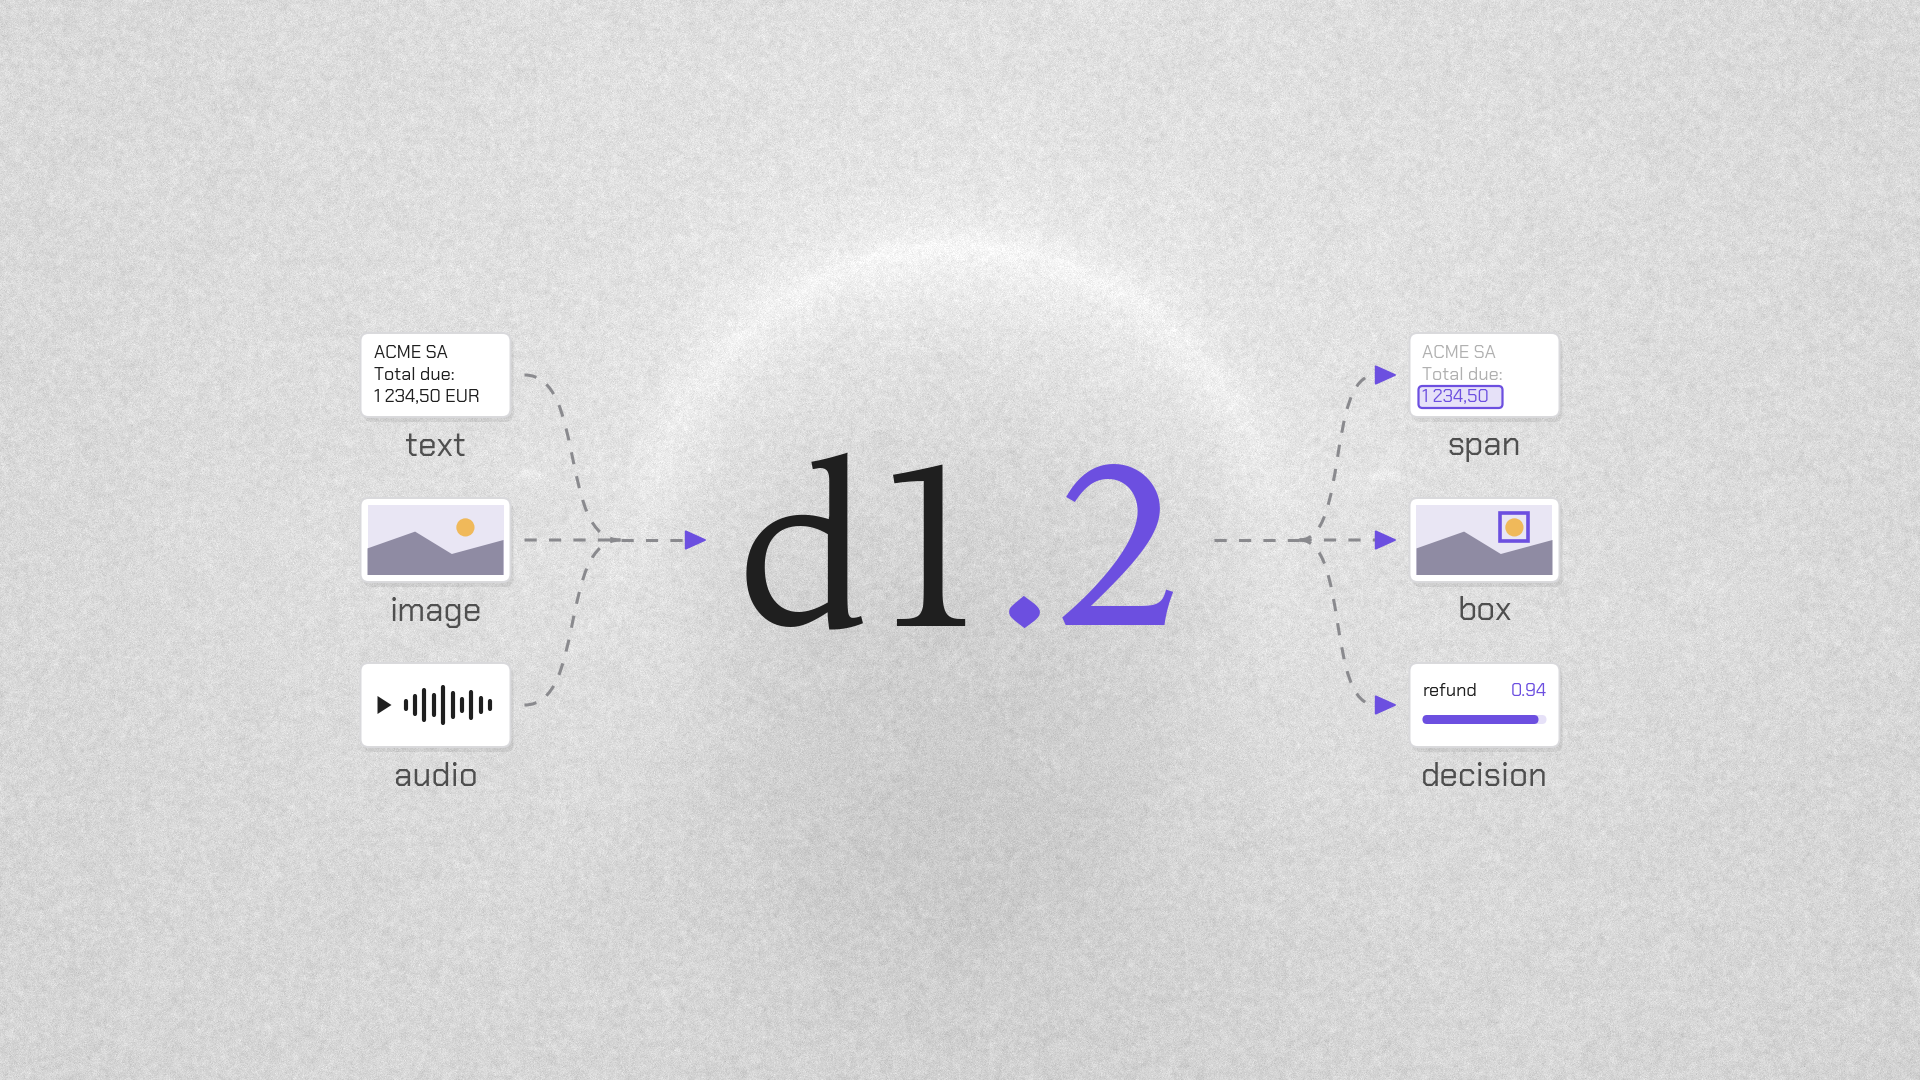 ACME SA
Total due:
1 234,50 EUR
text
image
audio
d1.2
ACME SA
Total due:
1 234,50
span
box
refund 0.94
decision